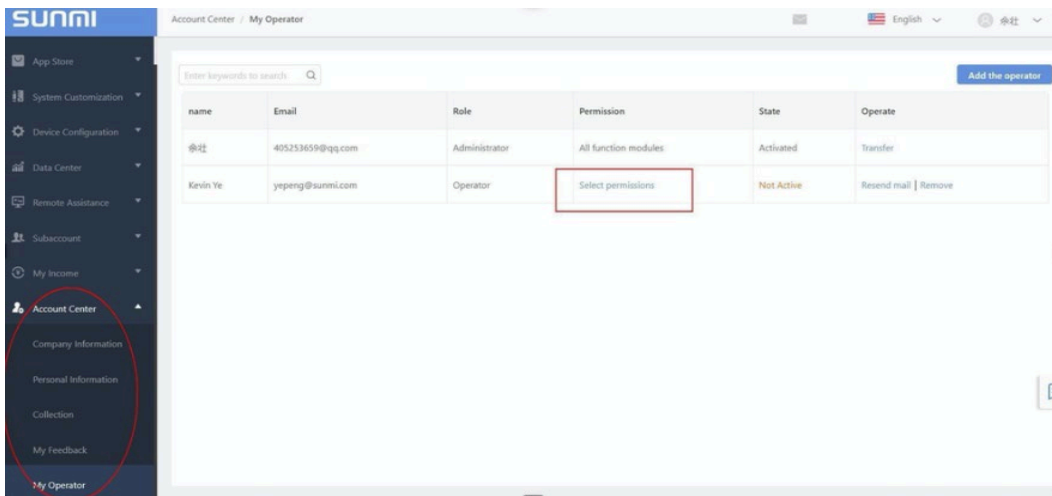 SUNMI
Account Center / My Operator
English
余壮
App Store
System Customization
Device Configuration
Data Center
Remote Assistance
Subaccount
My Income
Account Center
Company Information
Personal Information
Collection
My Feedback
My Operator
Enter keywords to search
Add the operator
name Email Role Permission State Operate
余壮 405253659@qq.com Administrator All function modules Activated Transfer
Kevin Ye yepeng@sunmi.com Operator Select permissions Not Active Resend mail | Remove